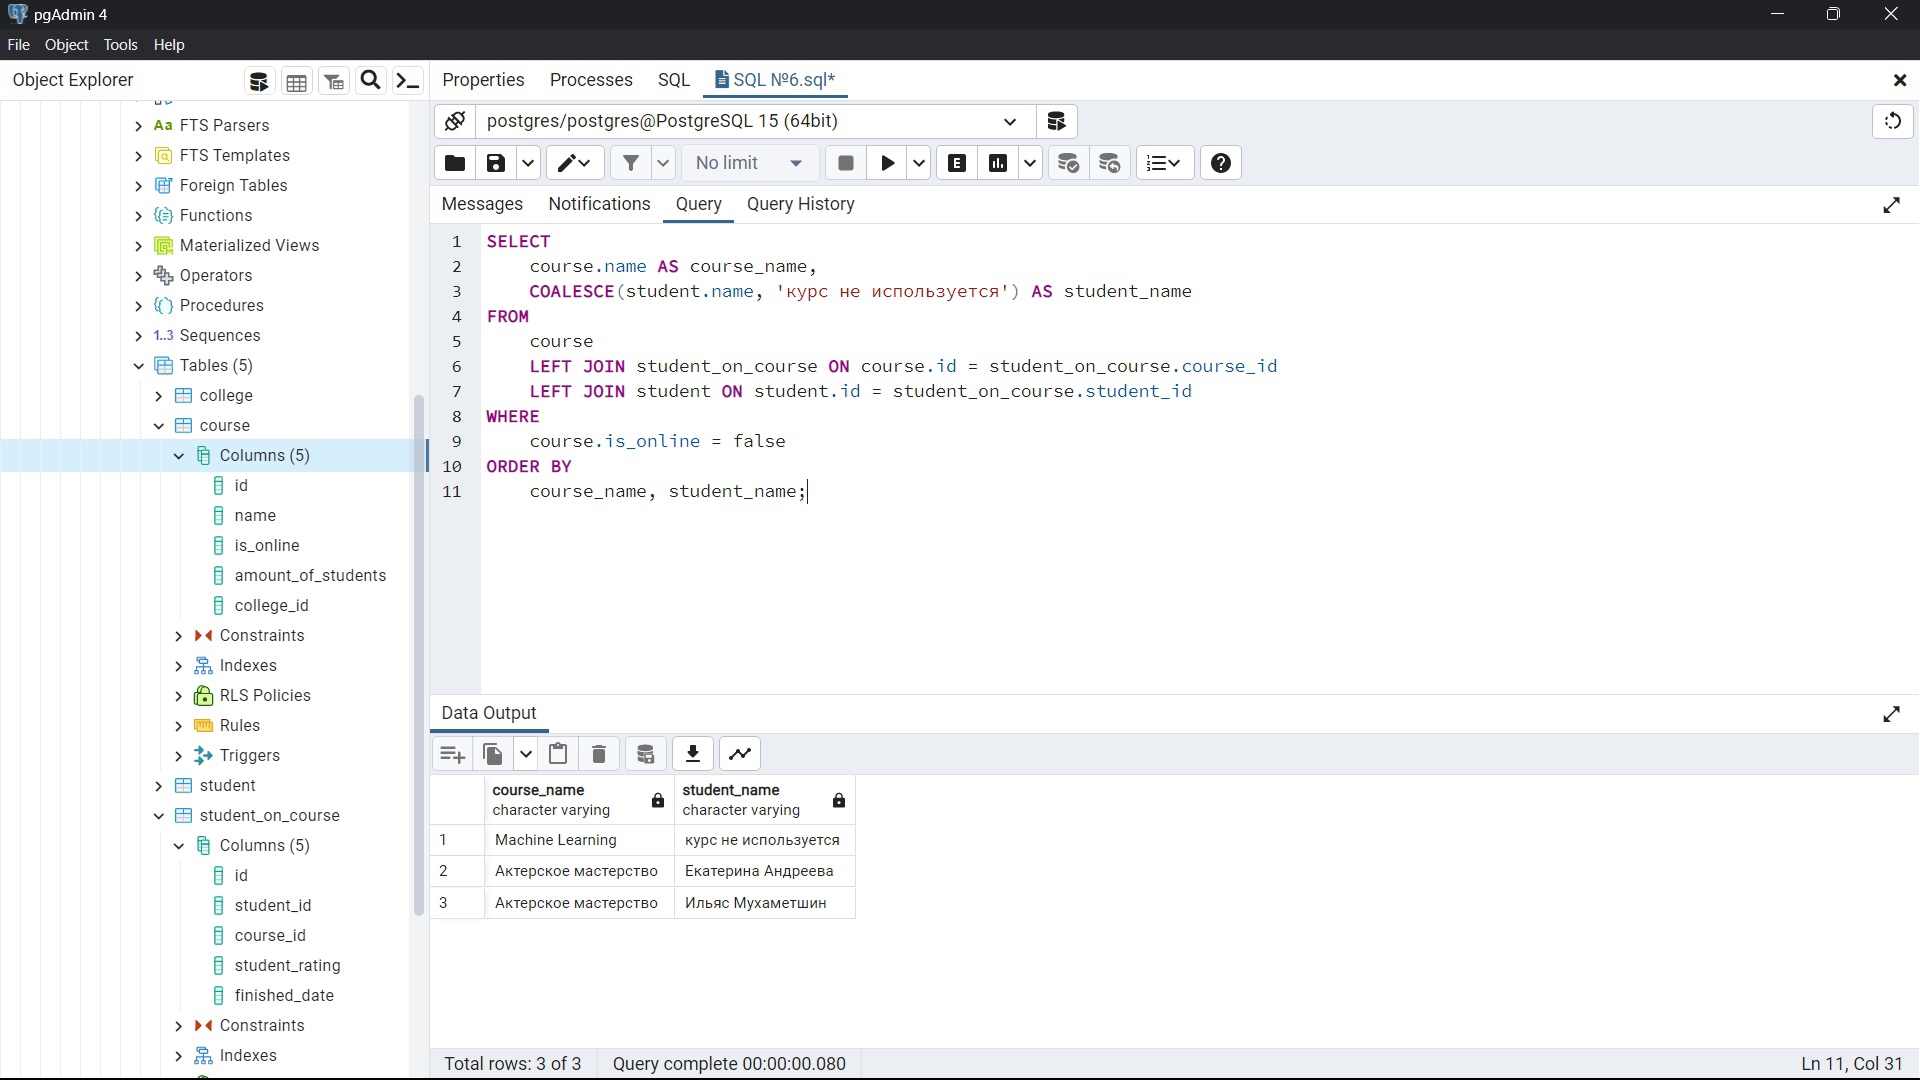 pgAdmin 4
File Object Tools Help
Object Explorer
Properties Processes SQL SQL №6.sql*
postgres/postgres@PostgreSQL 15 (64bit)
No limit
E
Messages Notifications Query Query History
Aa FTS Parsers
FTS Templates
Foreign Tables
Functions
Materialized Views
Operators
Procedures
1..3 Sequences
Tables (5)
college
course
Columns (5)
id
name
is_online
amount_of_students
college_id
Constraints
Indexes
RLS Policies
Rules
Triggers
student
student_on_course
Columns (5)
id
student_id
course_id
student_rating
finished_date
Constraints
Indexes
1 SELECT
2 course.name AS course_name,
3 COALESCE(student.name, 'курс не используется') AS student_name
4 FROM
5 course
6 LEFT JOIN student_on_course ON course.id = student_on_course.course_id
7 LEFT JOIN student ON student.id = student_on_course.student_id
8 WHERE
9 course.is_online = false
10 ORDER BY
11 course_name, student_name;
Data Output
course_name student_name
character varying character varying
1 Machine Learning курс не используется
2 Актерское мастерство Екатерина Андреева
3 Актерское мастерство Ильяс Мухаметшин
Total rows: 3 of 3 Query complete 00:00:00.080 Ln 11, Col 31